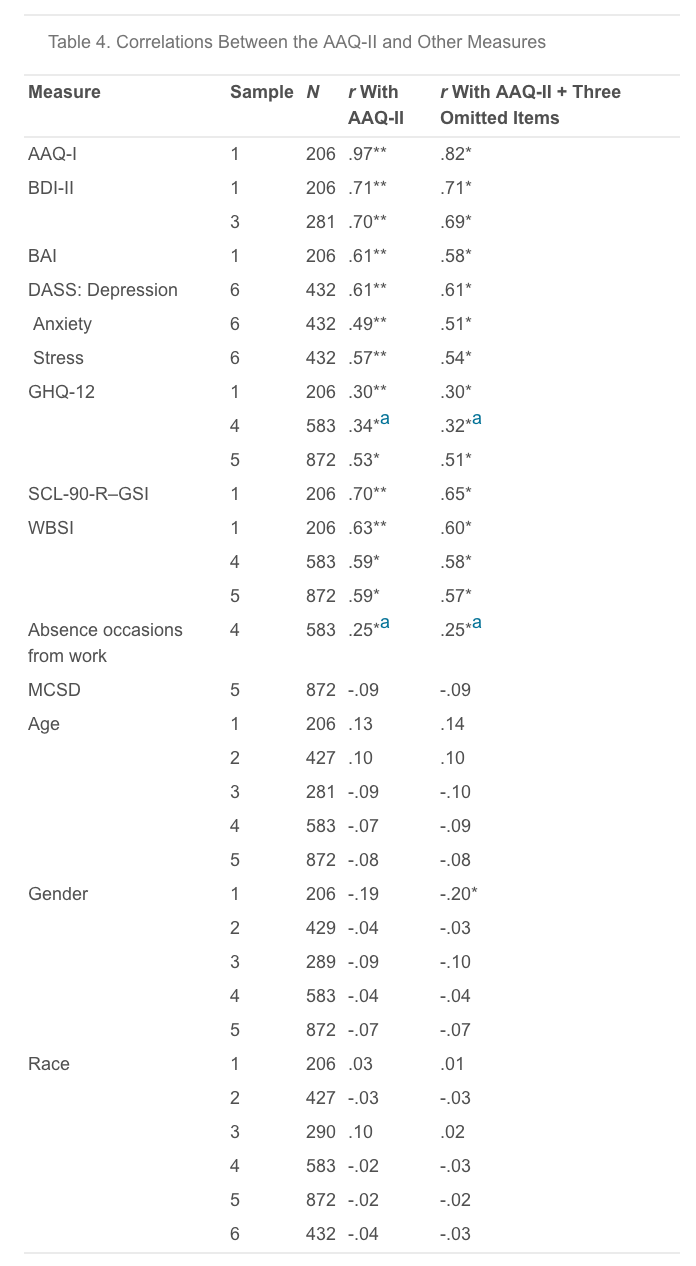 Table 4. Correlations Between the AAQ-II and Other Measures
Measure Sample N r With AAQ-II r With AAQ-II + Three Omitted Items
AAQ-I 1 206 .97** .82*
BDI-II 1 206 .71** .71*
3 281 .70** .69*
BAI 1 206 .61** .58*
DASS: Depression 6 432 .61** .61*
Anxiety 6 432 .49** .51*
Stress 6 432 .57** .54*
GHQ-12 1 206 .30** .30*
4 583 .34*a .32*a
5 872 .53* .51*
SCL-90-R–GSI 1 206 .70** .65*
WBSI 1 206 .63** .60*
4 583 .59* .58*
5 872 .59* .57*
Absence occasions from work 4 583 .25*a .25*a
MCSD 5 872 -.09 -.09
Age 1 206 .13 .14
2 427 .10 .10
3 281 -.09 -.10
4 583 -.07 -.09
5 872 -.08 -.08
Gender 1 206 -.19 -.20*
2 429 -.04 -.03
3 289 -.09 -.10
4 583 -.04 -.04
5 872 -.07 -.07
Race 1 206 .03 .01
2 427 -.03 -.03
3 290 .10 .02
4 583 -.02 -.03
5 872 -.02 -.02
6 432 -.04 -.03